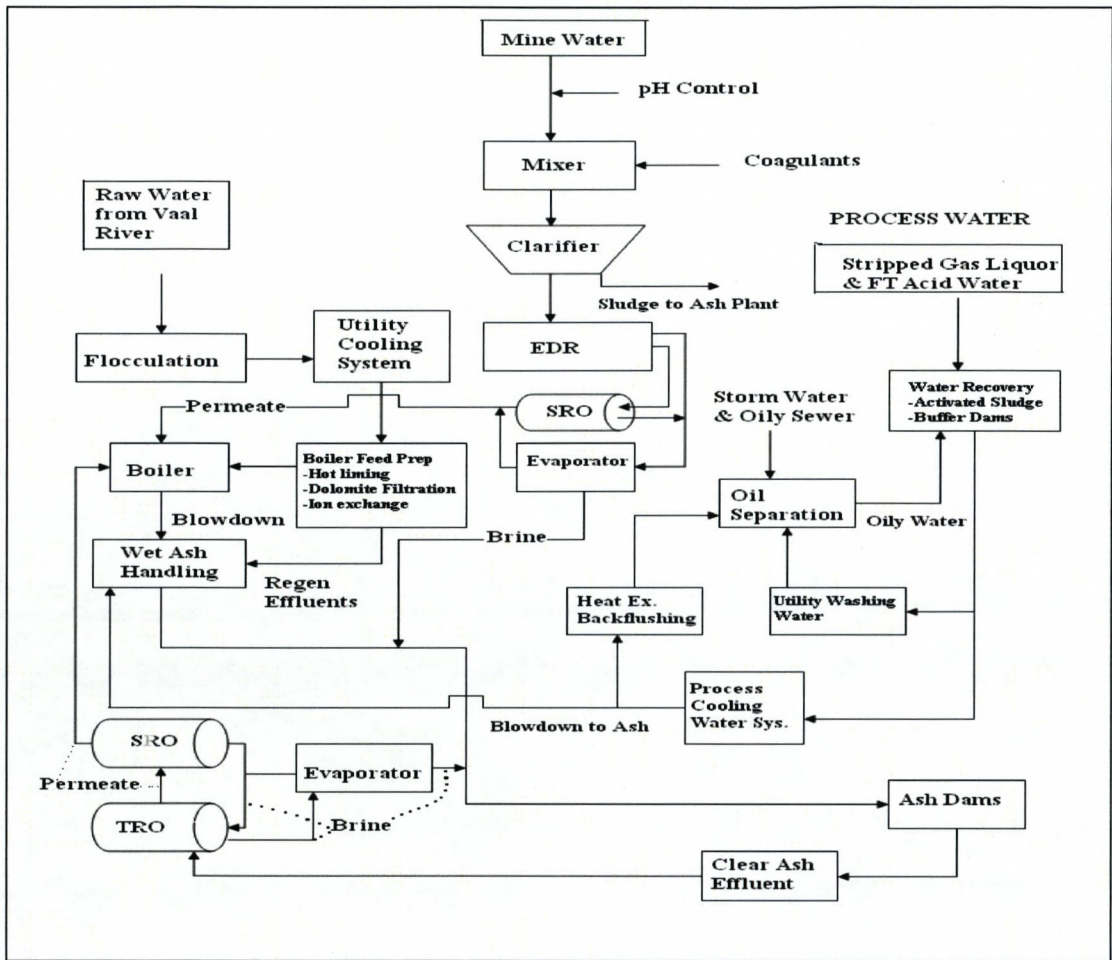 Mine Water
pH Control
Mixer
Coagulants
Raw Water
from Vaal
River
Clarifier
PROCESS WATER
Stripped Gas Liquor
& FT Acid Water
Sludge to Ash Plant
Flocculation
Utility
Cooling
System
EDR
Permeate
SRO
Storm Water
& Oily Sewer
Water Recovery
-Activated Sludge
-Buffer Dams
Boiler
Boiler Feed Prep
-Hot liming
-Dolomite Filtration
-Ion exchange
Evaporator
Oil
Separation
Oily Water
Blowdown
Brine
Wet Ash
Handling
Regen
Effluents
Heat Ex.
Backflushing
Utility Washing
Water
Process
Cooling
Water Sys.
Blowdown to Ash
SRO
Evaporator
Permeate
Ash Dams
TRO
Brine
Clear Ash
Effluent